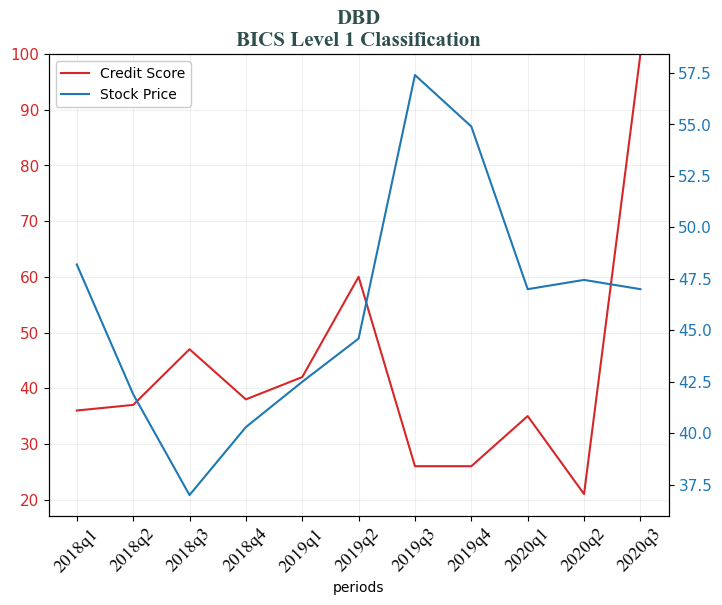 DBD
BICS Level 1 Classification
Credit Score
Stock Price
100
90
80
70
60
50
40
30
20
57.5
55.0
52.5
50.0
47.5
45.0
42.5
40.0
37.5
2018q1
2018q2
2018q3
2018q4
2019q1
2019q2
2019q3
2019q4
2020q1
2020q2
2020q3
periods